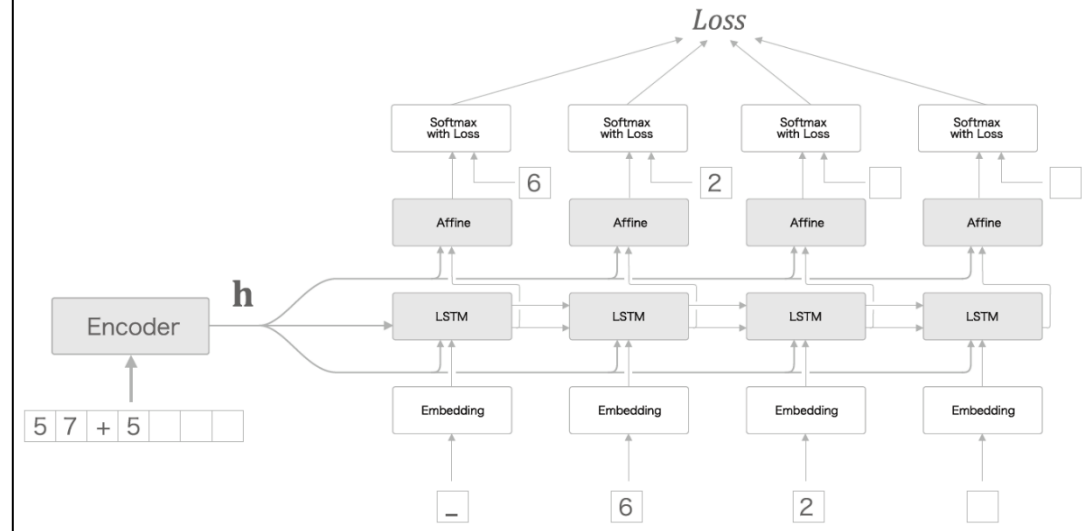 Loss
Softmax
with Loss
Softmax
with Loss
Softmax
with Loss
Softmax
with Loss
6
2
Affine
Affine
Affine
Affine
h
Encoder
LSTM
LSTM
LSTM
LSTM
5 7 + 5
Embedding
Embedding
Embedding
Embedding
_
6
2